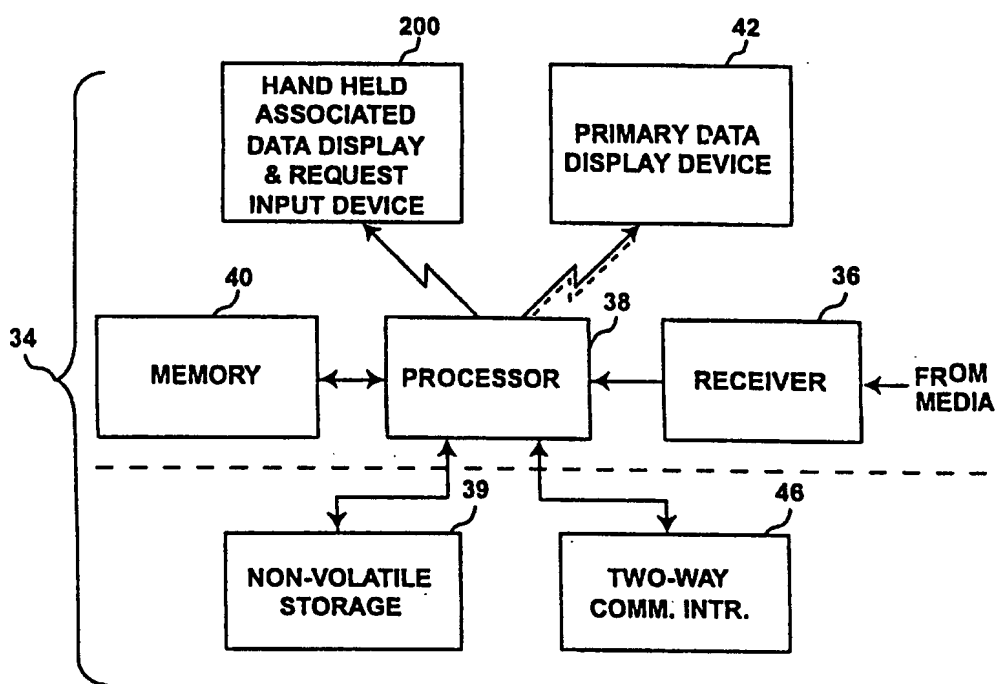 200
HAND HELD
ASSOCIATED
DATA DISPLAY
& REQUEST
INPUT DEVICE
42
PRIMARY DATA
DISPLAY DEVICE
34
40
MEMORY
38
PROCESSOR
36
RECEIVER
FROM
MEDIA
39
NON-VOLATILE
STORAGE
46
TWO-WAY
COMM. INTR.